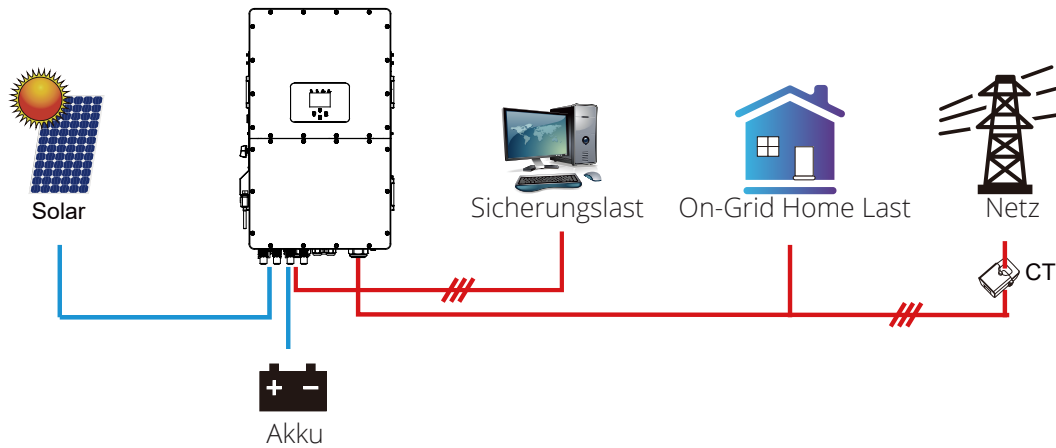 Solar
Sicherungslast
On-Grid Home Last
Netz
CT
Akku